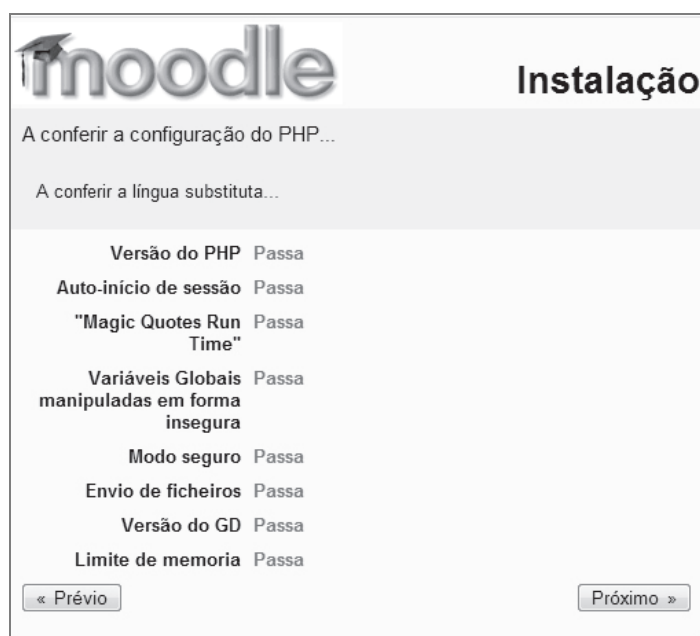 moodle
Instalação
A conferir a configuração do PHP...
A conferir a língua substituta...
Versão do PHP Passa
Auto-início de sessão Passa
"Magic Quotes Run Passa
Time"
Variáveis Globais Passa
manipuladas em forma
insegura
Modo seguro Passa
Envio de ficheiros Passa
Versão do GD Passa
Limite de memoria Passa
« Prévio
Próximo »